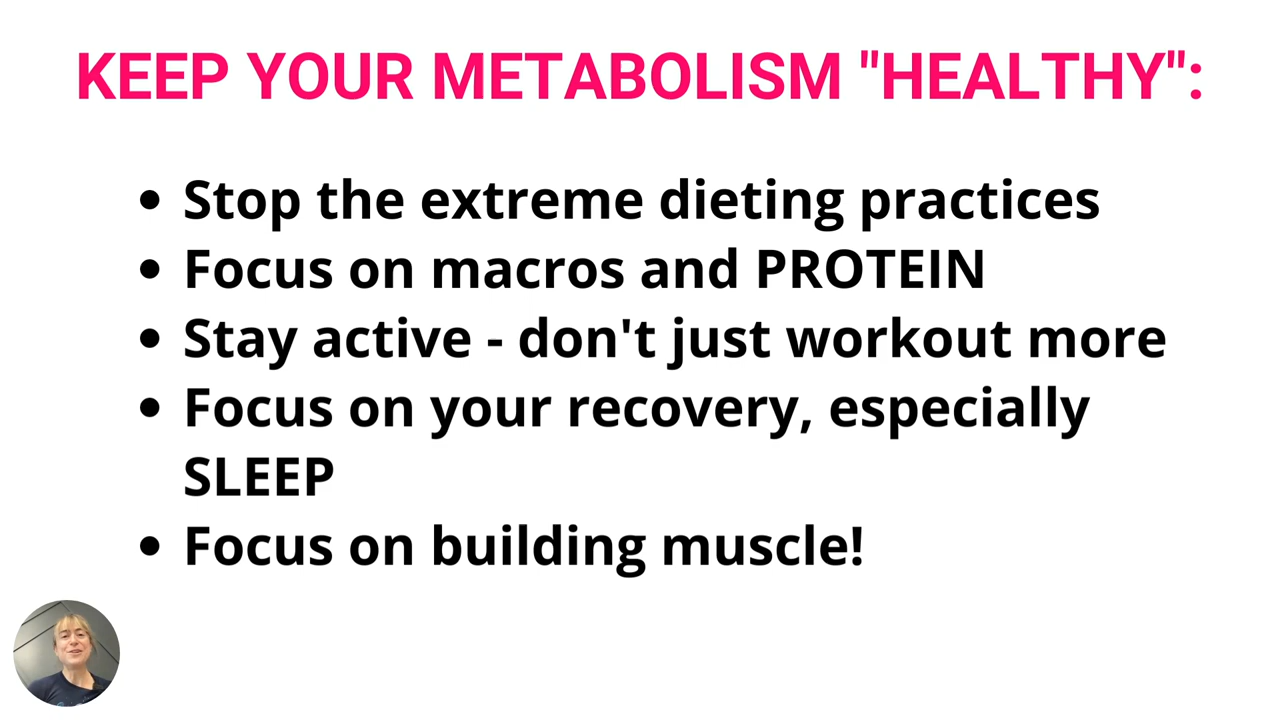 KEEP YOUR METABOLISM "HEALTHY":
• Stop the extreme dieting practices
• Focus on macros and PROTEIN
• Stay active - don't just workout more
• Focus on your recovery, especially
SLEEP
• Focus on building muscle!